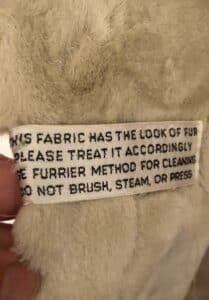 THIS FABRIC HAS THE LOOK OF FUR
PLEASE TREAT IT ACCORDINGLY
FURRIER METHOD FOR CLEANING
DO NOT BRUSH, STEAM, OR PRESS